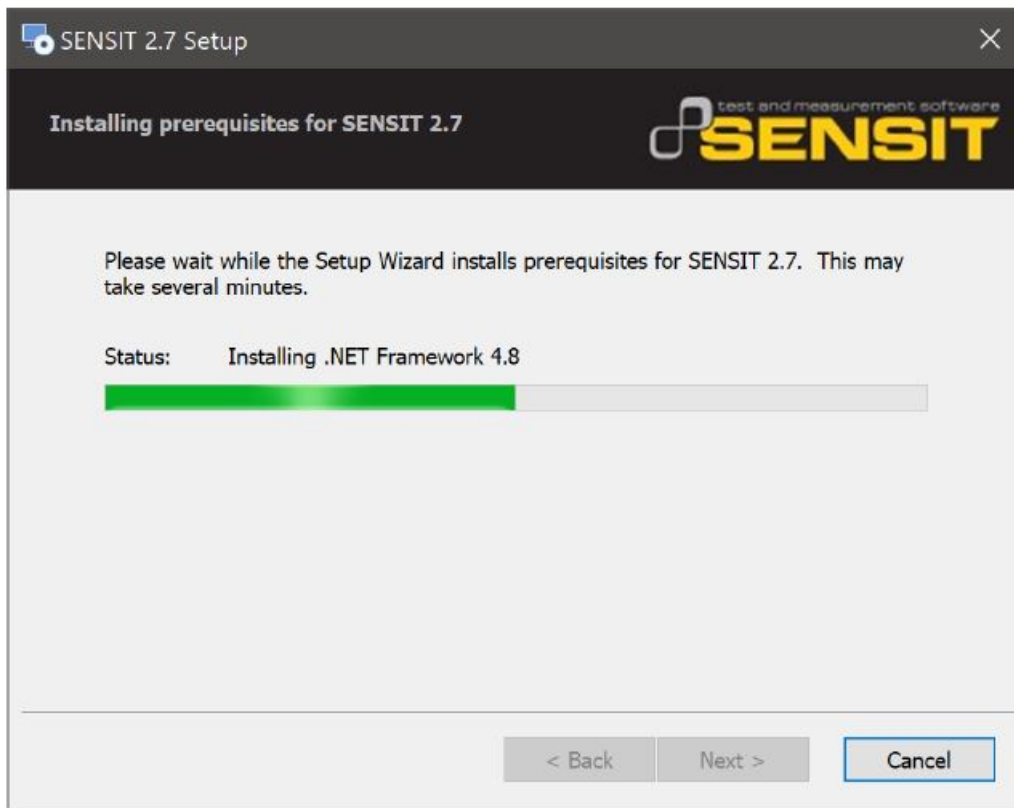 SENSIT 2.7 Setup
Installing prerequisites for SENSIT 2.7
test and measurement software
SENSIT
Please wait while the Setup Wizard installs prerequisites for SENSIT 2.7. This may
take several minutes.
Status: Installing .NET Framework 4.8
< Back Next > Cancel